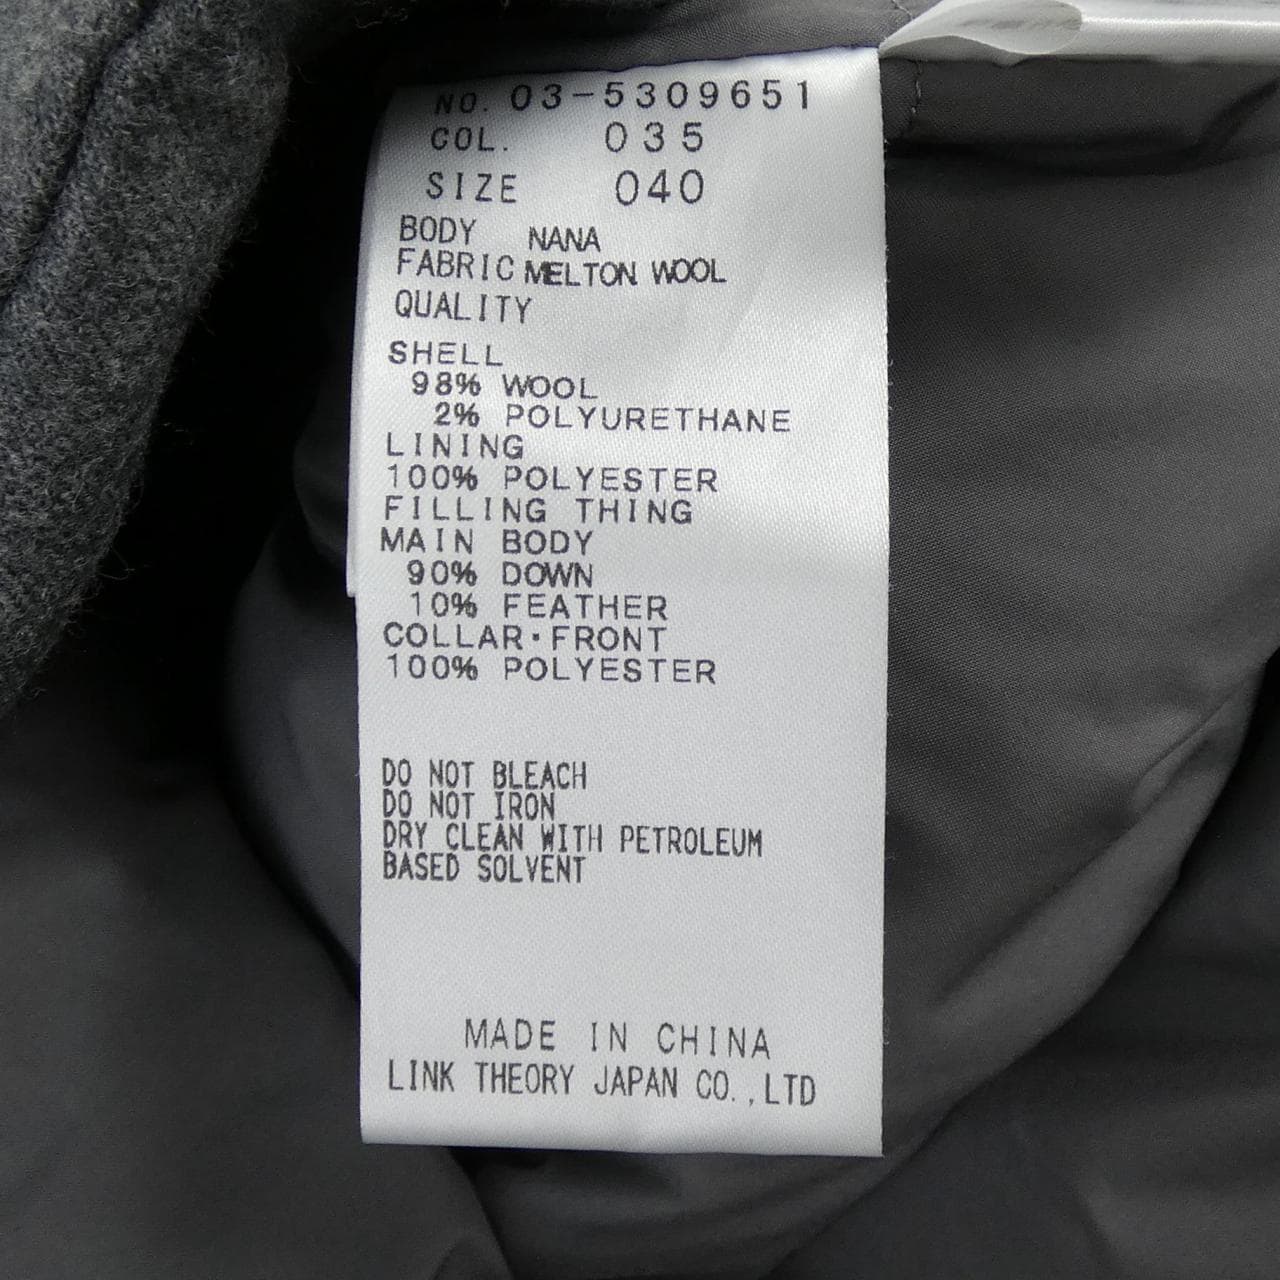 NO. 03-5309651
COL. 035
SIZE 040
BODY NANA
FABRIC MELTON WOOL
QUALITY
SHELL
98% WOOL
2% POLYURETHANE
LINING
100% POLYESTER
FILLING THING
MAIN BODY
90% DOWN
10% FEATHER
COLLAR・FRONT
100% POLYESTER
DO NOT BLEACH
DO NOT IRON
DRY CLEAN WITH PETROLEUM
BASED SOLVENT
MADE IN CHINA
LINK THEORY JAPAN CO.,LTD